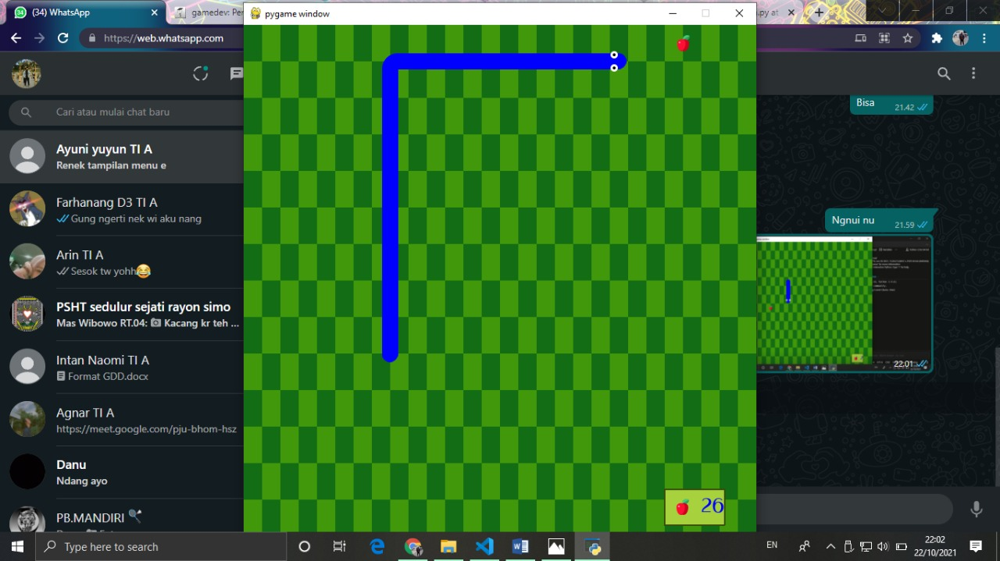 (34) WhatsApp
gamedev: Per
pygame window
.py at
https://web.whatsapp.com
Cari atau mulai chat baru
Ayuni yuyun TI A
Renek tampilan menu e
Farhanang D3 TI A
Gung ngerti nek wi aku nang
Arin TI A
Sesok tw yohh😂
PSHT sedulur sejati rayon simo
Mas Wibowo RT.04: Kacang kr teh ...
Intan Naomi TI A
Format GDD.docx
Agnar TI A
https://meet.google.com/pju-bhom-hsz
Danu
Ndang ayo
PB.MANDIRI
Bisa
21.42
Ngnui nu
21.59
22.01
26
Type here to search
EN
22:02
22/10/2021